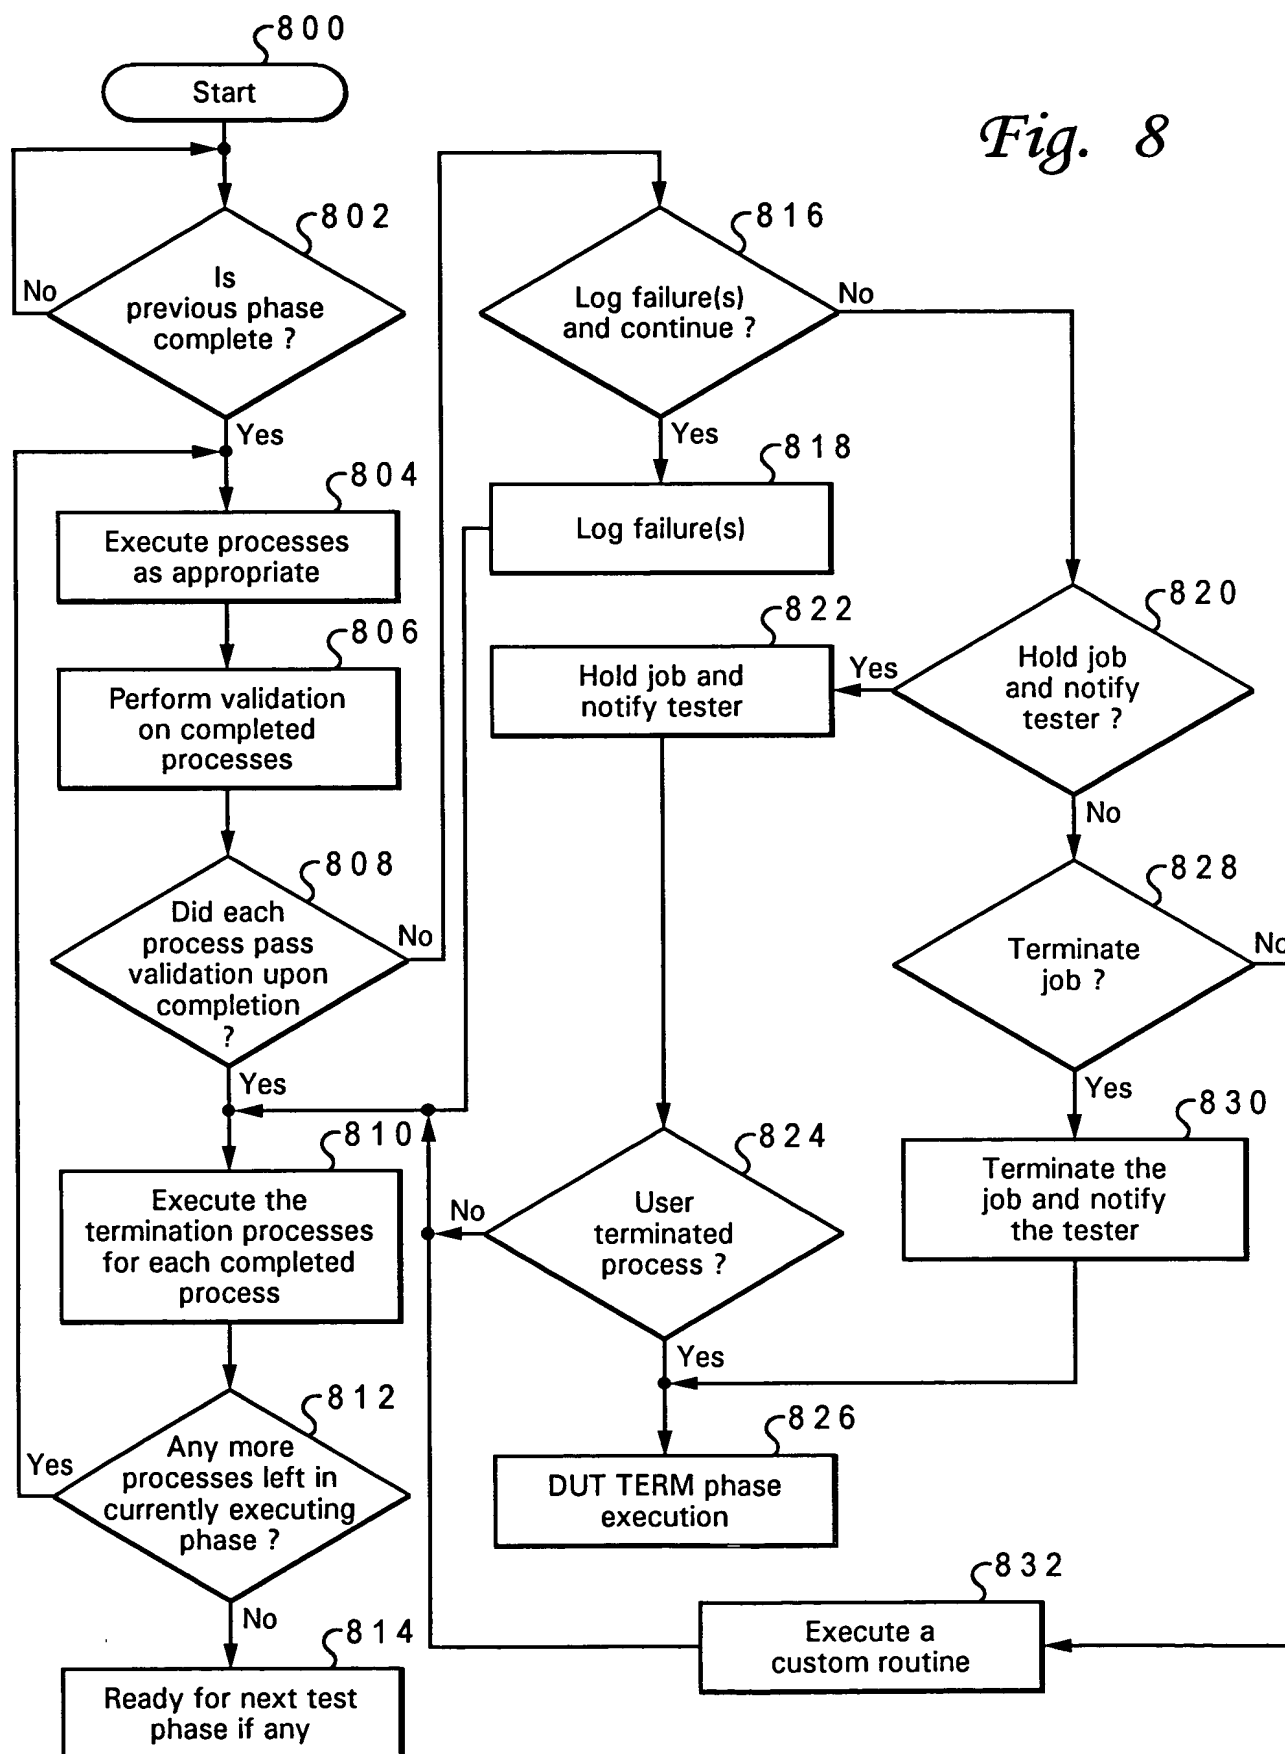 800
Start
Fig. 8
802
Is
previous phase
complete ?
No
Yes
804
Execute processes
as appropriate
806
Perform validation
on completed
processes
808
Did each
process pass
validation upon
completion
?
No
Yes
810
Execute the
termination processes
for each completed
process
812
Any more
processes left in
currently executing
phase ?
Yes
No
814
Ready for next test
phase if any
816
Log failure(s)
and continue ?
No
Yes
818
Log failure(s)
820
Hold job
and notify
tester ?
Yes
No
822
Hold job and
notify tester
824
User
terminated
process ?
No
Yes
826
DUT TERM phase
execution
828
Terminate
job ?
No
Yes
830
Terminate the
job and notify
the tester
832
Execute a
custom routine